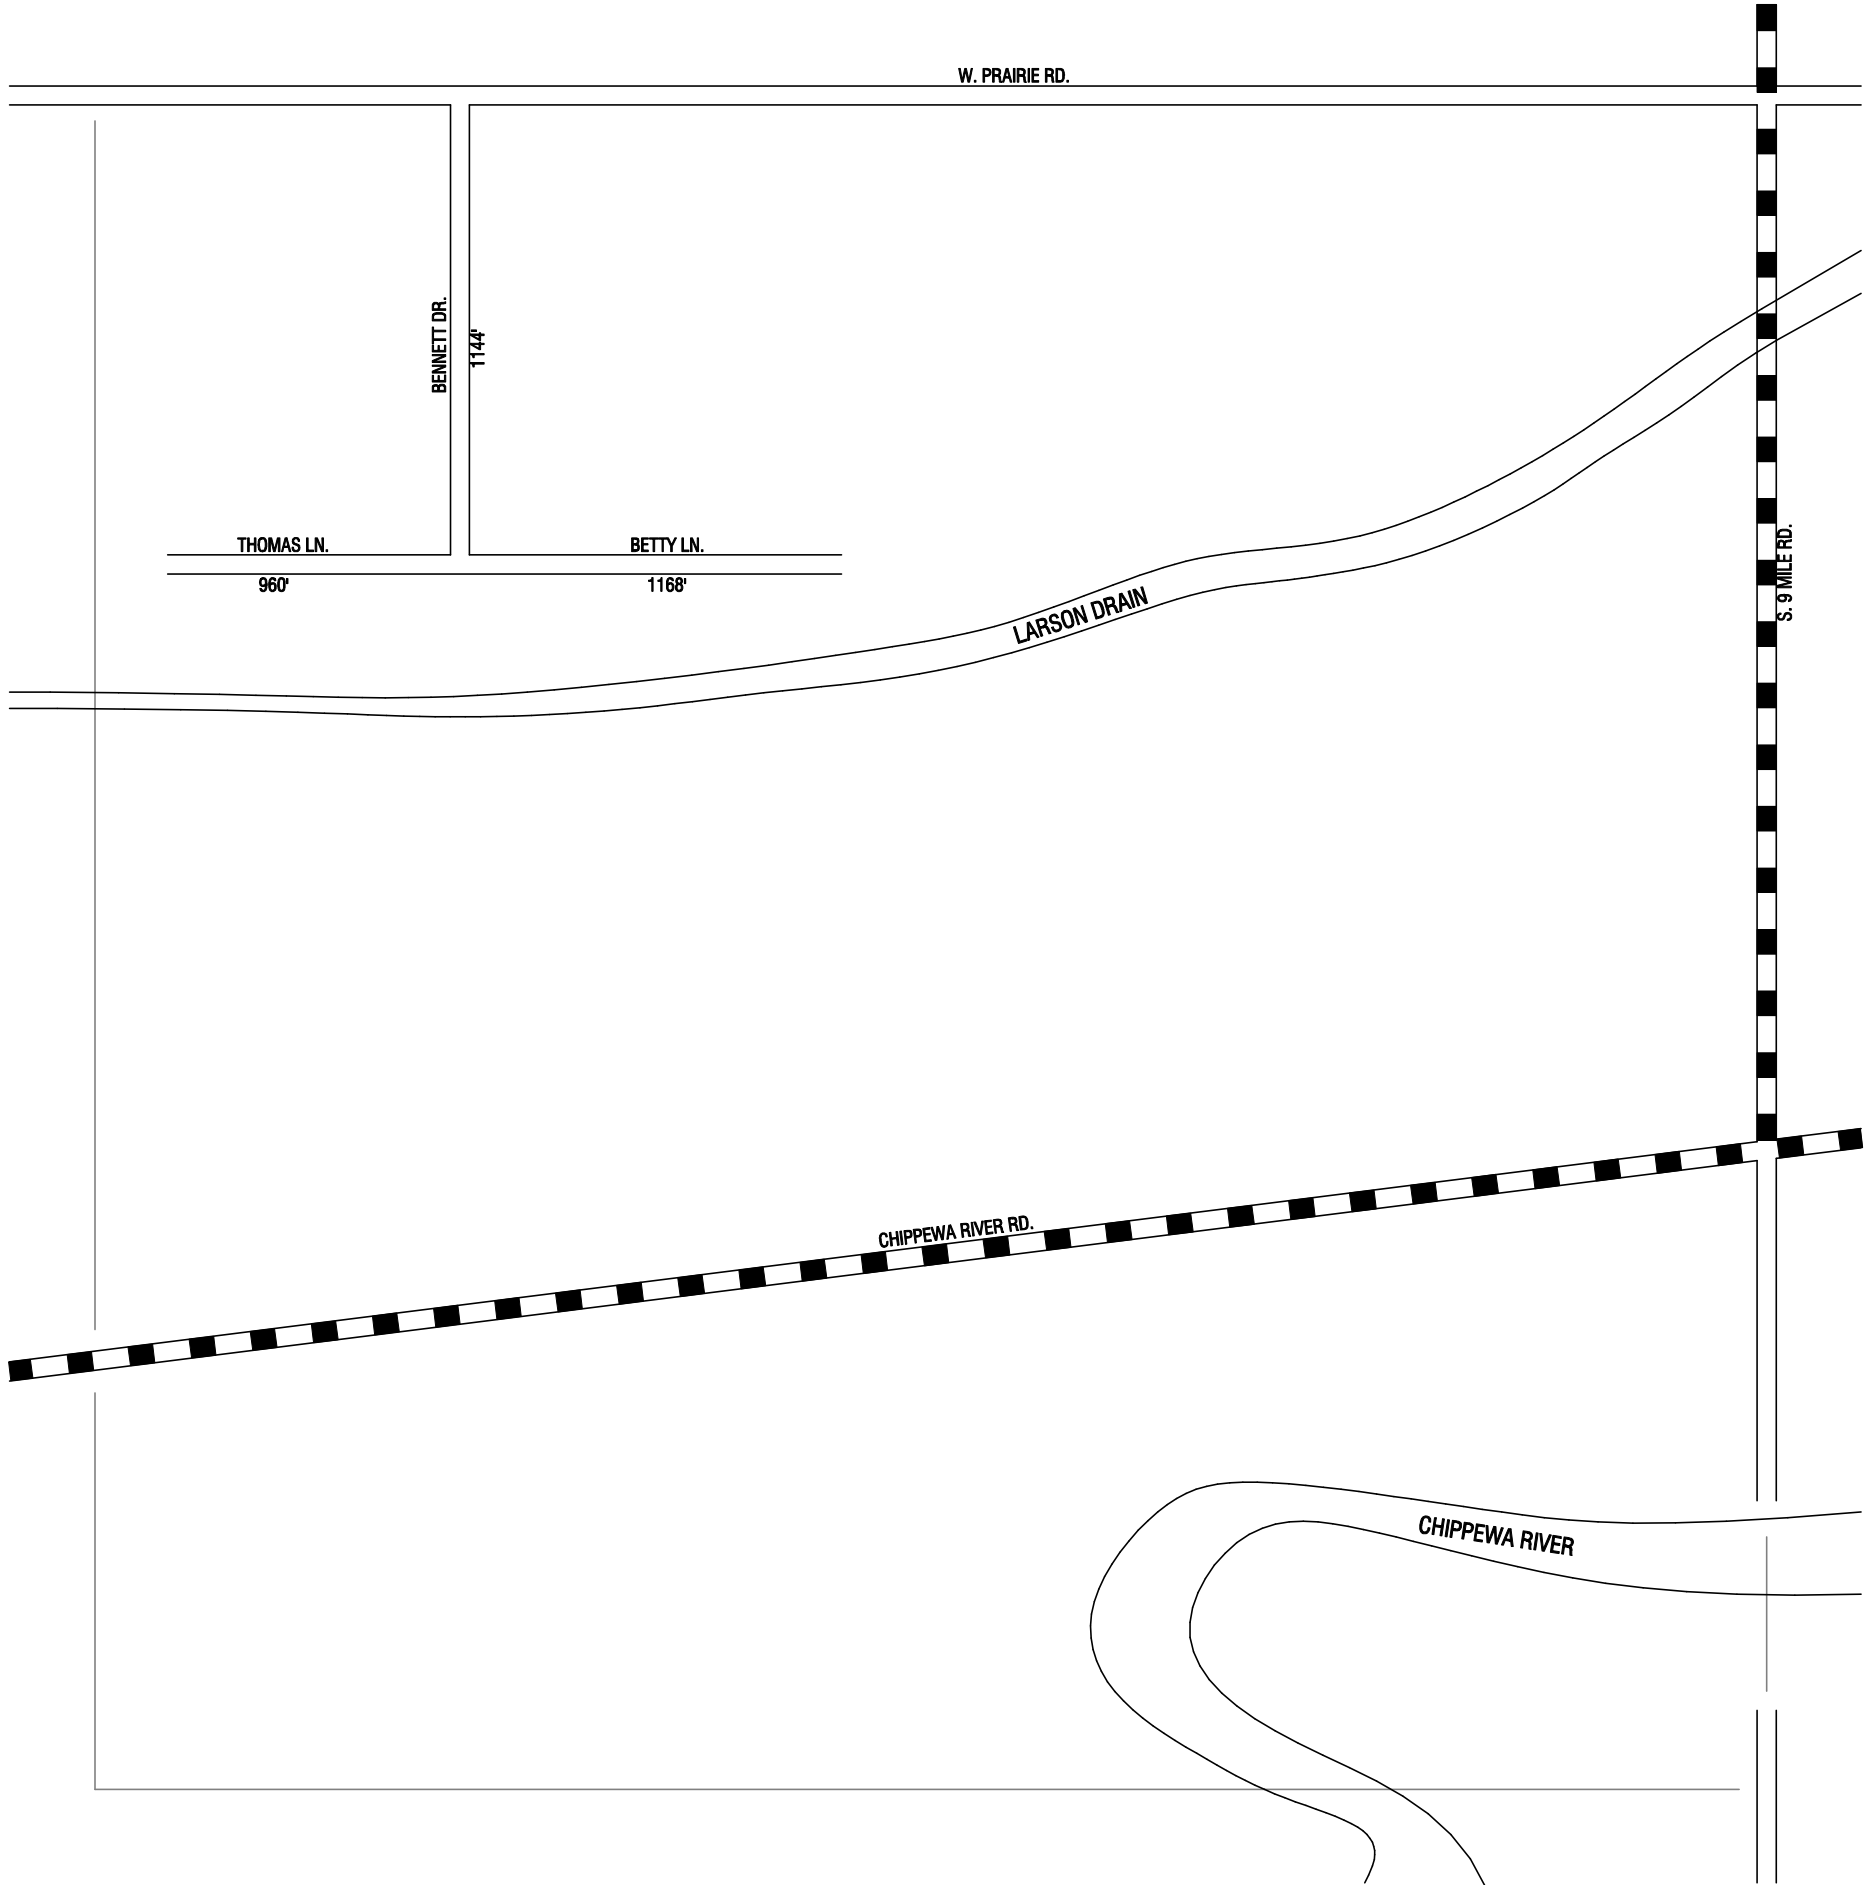 W. PRAIRIE RD.
BENNETT DR.
1144'
THOMAS LN.
BETTY LN.
960'
1168'
LARSON DRAIN
S. 9 MILE RD.
CHIPPEWA RIVER RD.
CHIPPEWA RIVER